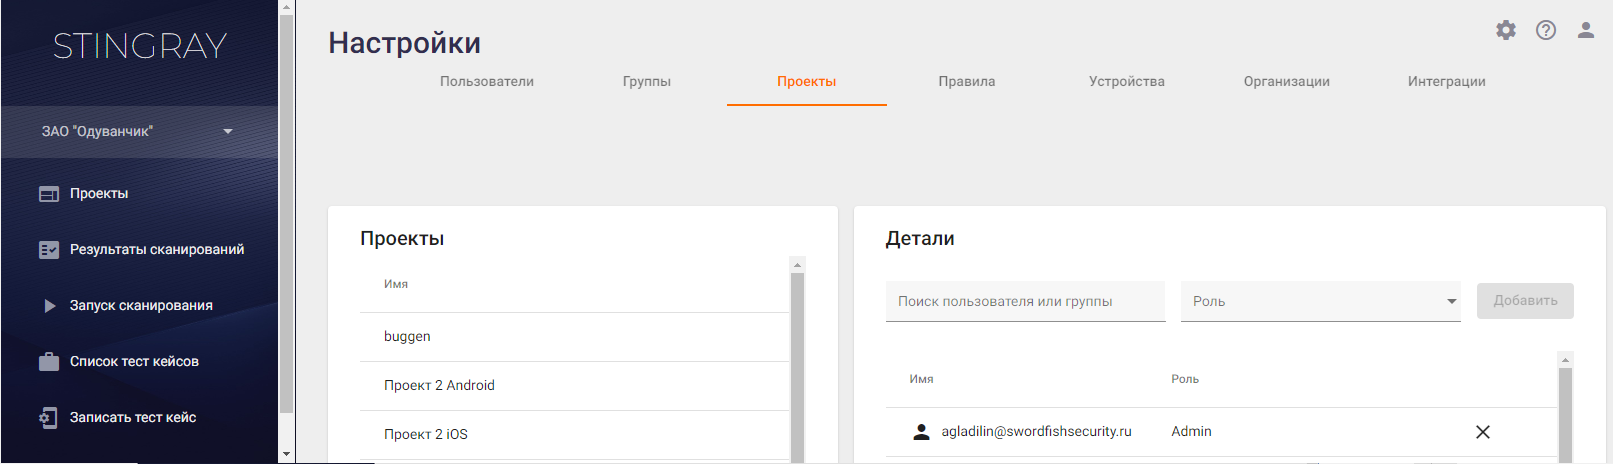 STINGRAY
ЗАО "Одуванчик"
Проекты
Результаты сканирований
Запуск сканирования
Список тест кейсов
Записать тест кейс
Настройки
Пользователи Группы Проекты Правила Устройства Организации Интеграции
Проекты
Имя
buggen
Проект 2 Android
Проект 2 iOS
Детали
Поиск пользователя или группы Роль Добавить
Имя Роль
agladilin@swordfishsecurity.ru Admin